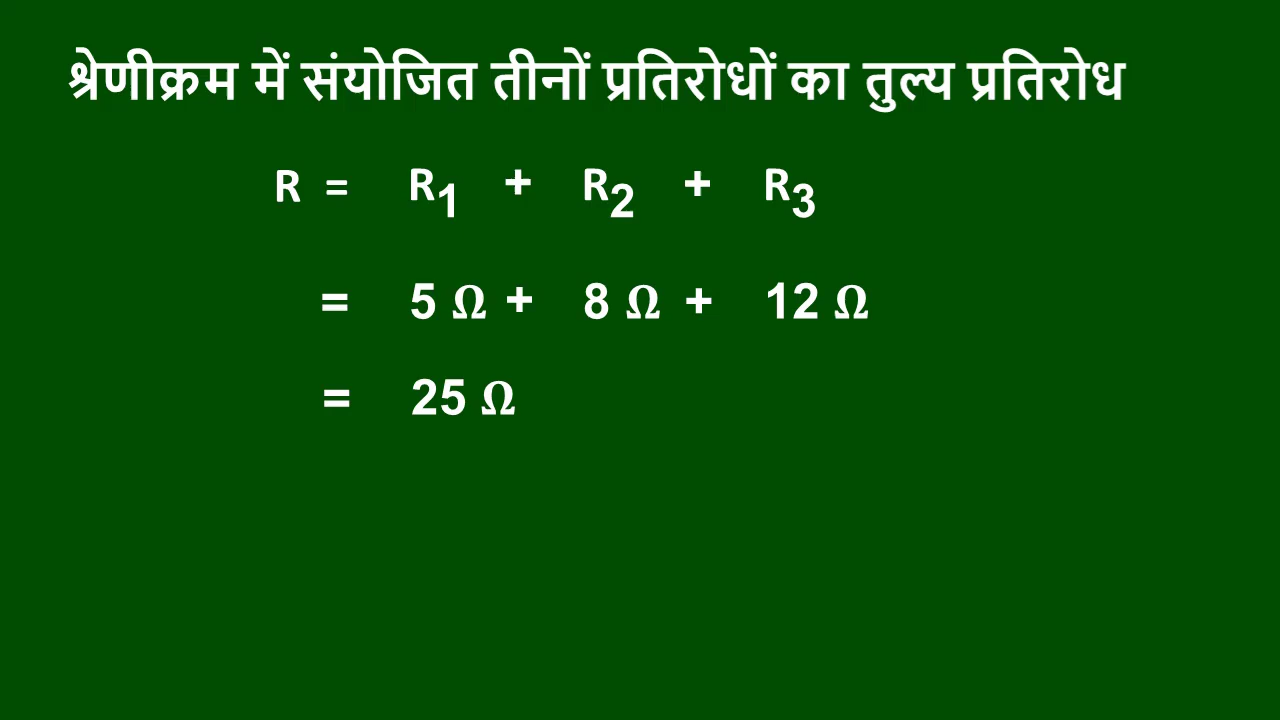 श्रेणीक्रम में संयोजित तीनों प्रतिरोधों का तुल्य प्रतिरोध
R = R1 + R2 + R3
= 5 Ω + 8 Ω + 12 Ω
= 25 Ω